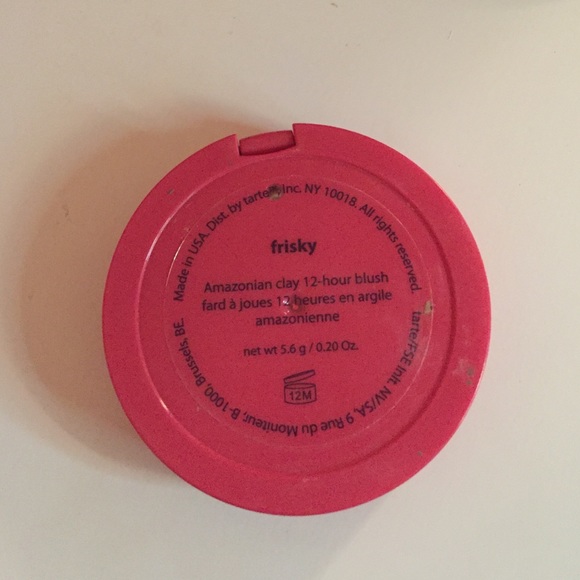 frisky
Amazonian clay 12-hour blush
fard à joues 12 heures en argile
amazonienne
net wt 5.6 g / 0.20 Oz.
12M
Made in USA. Dist. by tarte, inc. NY 10018. All rights reserved.
tarte/FSE Init. NV/SA, 9 Rue du Moniteur, B-1000, Brussels, BE.